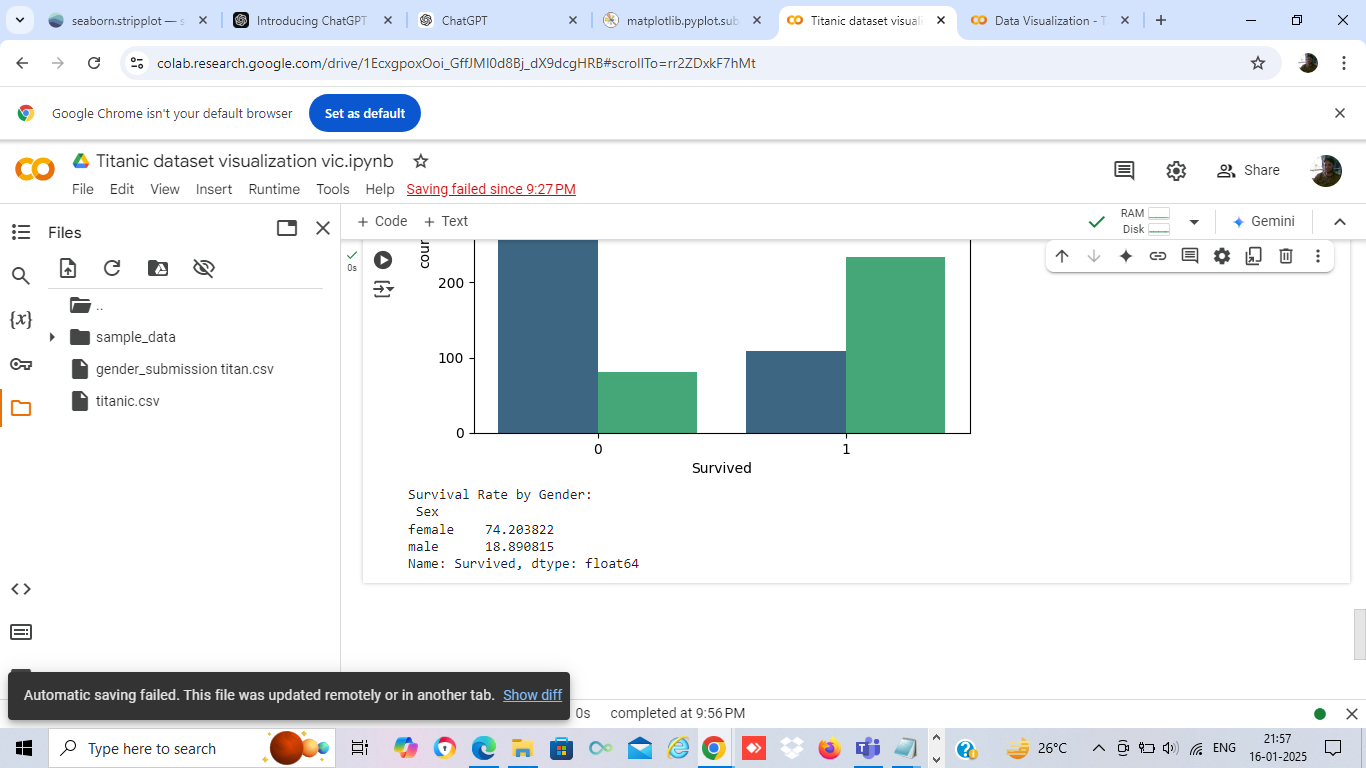 seaborn.stripplot — s
Introducing ChatGPT
ChatGPT
matplotlib.pyplot.sub
Titanic dataset visuali
Data Visualization - T
colab.research.google.com/drive/1EcxgpoxOoi_GffJMI0d8Bj_dX9dcgHRB#scrollTo=rr2ZDxkF7hMt
Google Chrome isn't your default browser
Set as default
CO
Titanic dataset visualization vic.ipynb
File Edit View Insert Runtime Tools Help Saving failed since 9:27 PM
Share
Files
+ Code + Text
RAM
Disk
Gemini
..
sample_data
gender_submission titan.csv
titanic.csv
{x}
0s
coun
200
100
0
0 1
Survived
Survival Rate by Gender:
Sex
female 74.203822
male 18.890815
Name: Survived, dtype: float64
Automatic saving failed. This file was updated remotely or in another tab. Show diff
0s completed at 9:56 PM
Type here to search
26°C
ENG
21:57
16-01-2025